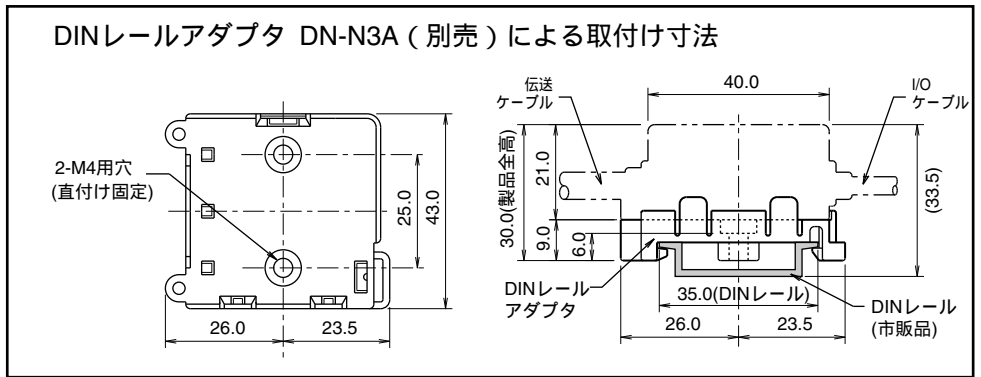 DINレールアダプタ DN-N3A（別売）による取付け寸法
2-M4用穴
(直付け固定)
25.0
43.0
26.0
23.5
伝送
ケーブル
40.0
I/O
ケーブル
30.0(製品全高)
21.0
9.0
6.0
(33.5)
DINレール
アダプタ
35.0(DINレール)
DINレール
(市販品)
26.0
23.5